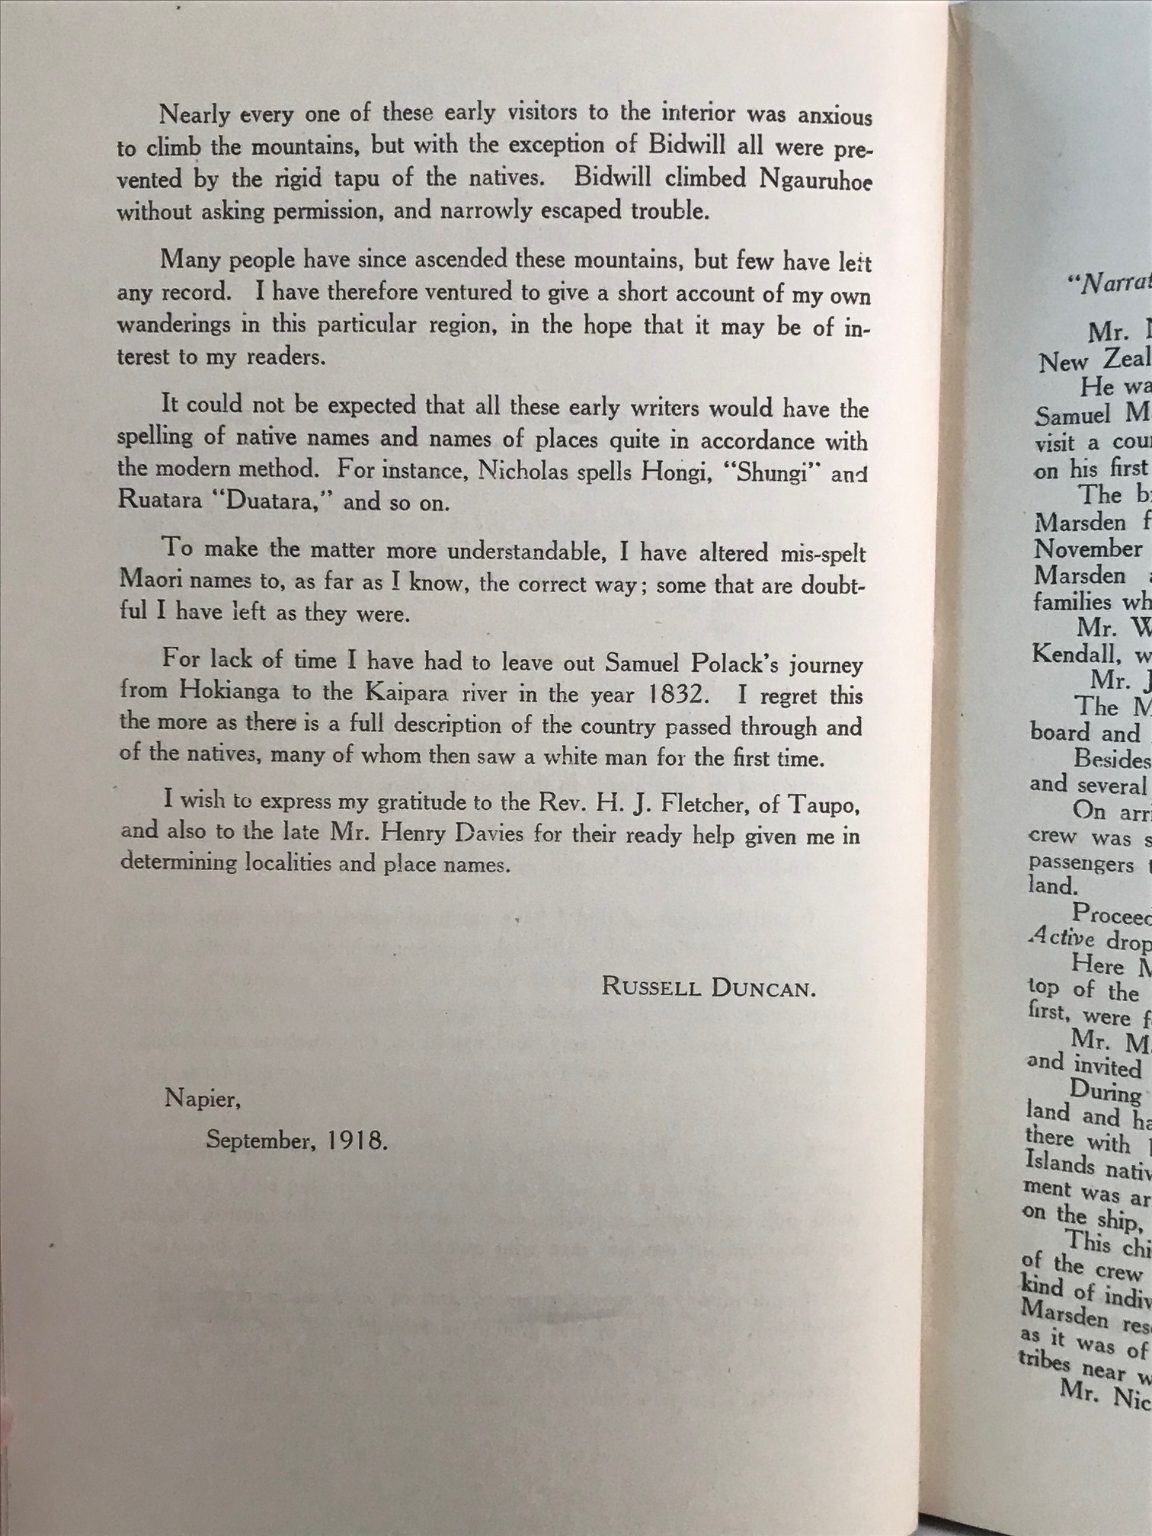 Nearly every one of these early visitors to the interior was anxious
to climb the mountains, but with the exception of Bidwill all were pre-
vented by the rigid tapu of the natives. Bidwill climbed Ngauruhoe
without asking permission, and narrowly escaped trouble.
Many people have since ascended these mountains, but few have left
any record. I have therefore ventured to give a short account of my own
wanderings in this particular region, in the hope that it may be of in-
terest to my readers.
It could not be expected that all these early writers would have the
spelling of native names and names of places quite in accordance with
the modern method. For instance, Nicholas spells Hongi, "Shungi" and
Ruatara "Duatara," and so on.
To make the matter more understandable, I have altered mis-spelt
Maori names to, as far as I know, the correct way; some that are doubt-
ful I have left as they were.
For lack of time I have had to leave out Samuel Polack's journey
from Hokianga to the Kaipara river in the year 1832. I regret this
the more as there is a full description of the country passed through and
of the natives, many of whom then saw a white man for the first time.
I wish to express my gratitude to the Rev. H. J. Fletcher, of Taupo,
and also to the late Mr. Henry Davies for their ready help given me in
determining localities and place names.
RUSSELL DUNCAN.
Napier,
September, 1918.
"Narrat
Mr.
New Zeal
He wa
Samuel M
visit a cou
on his first
The b
Marsden f
November
Marsden
families wh
Mr. W
Kendall, w
Mr. J
The M
board and
Besides
and several
On arri
crew was s
passengers t
land.
Proceed
Active drop
Here M
top of the
first, were f
Mr. M
and invited
During
land and ha
there with
Islands nativ
ment was ar
on the ship,
This chi
of the crew
kind of indiv
Marsden rese
as it was of
tribes near w
Mr. Nic